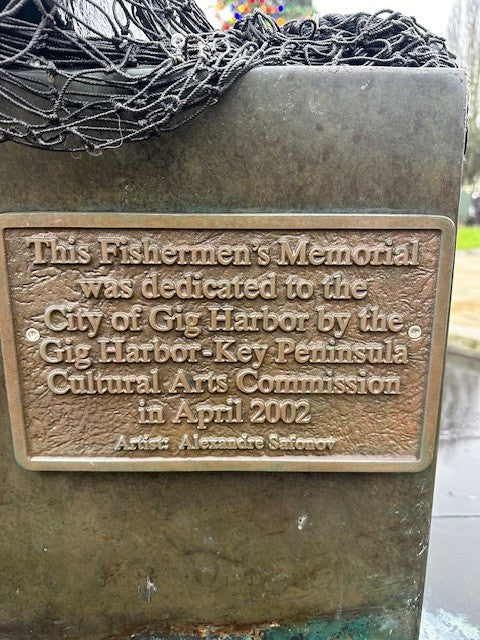 This Fishermen's Memorial
was dedicated to the
City of Gig Harbor by the
Gig Harbor-Key Peninsula
Cultural Arts Commission
in April 2002
Artist: Alexandre Safonov